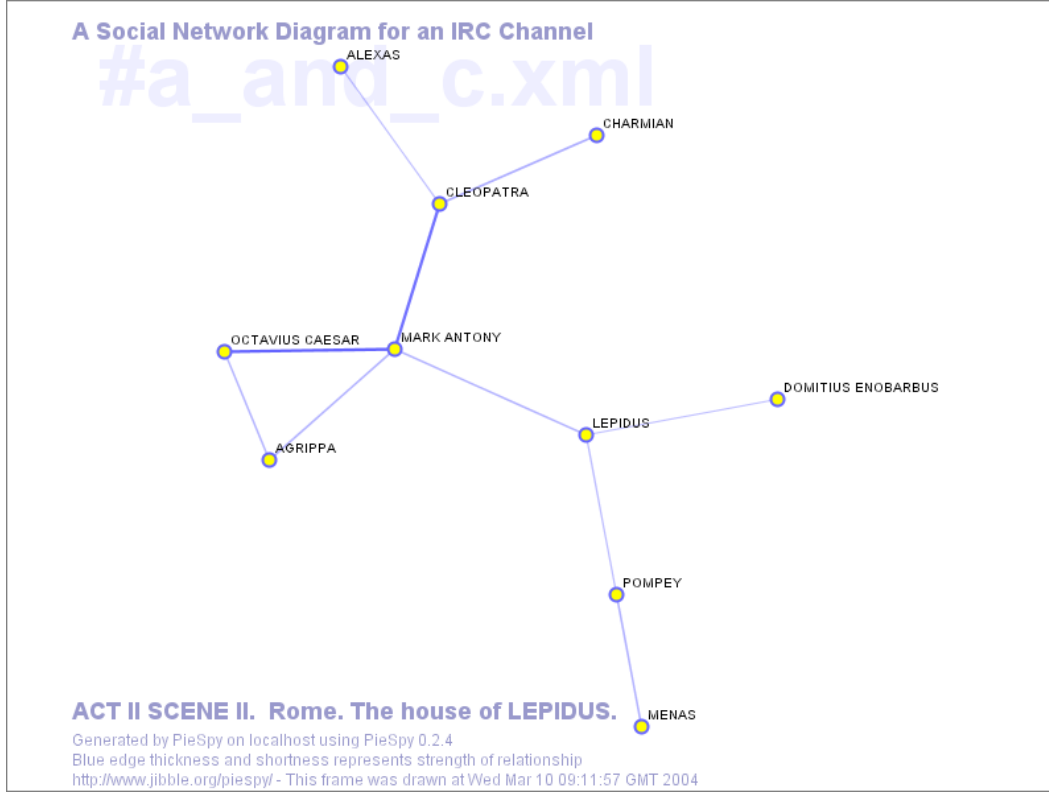 A Social Network Diagram for an IRC Channel
#a_and_c.xml
ALEXAS
CHARMIAN
CLEOPATRA
OCTAVIUS CAESAR
MARK ANTONY
DOMITIUS ENOBARBUS
LEPIDUS
AGRIPPA
POMPEY
MENAS
ACT II SCENE II.  Rome. The house of LEPIDUS.
Generated by PieSpy on localhost using PieSpy 0.2.4
Blue edge thickness and shortness represents strength of relationship
http://www.jibble.org/piespy/ - This frame was drawn at Wed Mar 10 09:11:57 GMT 2004